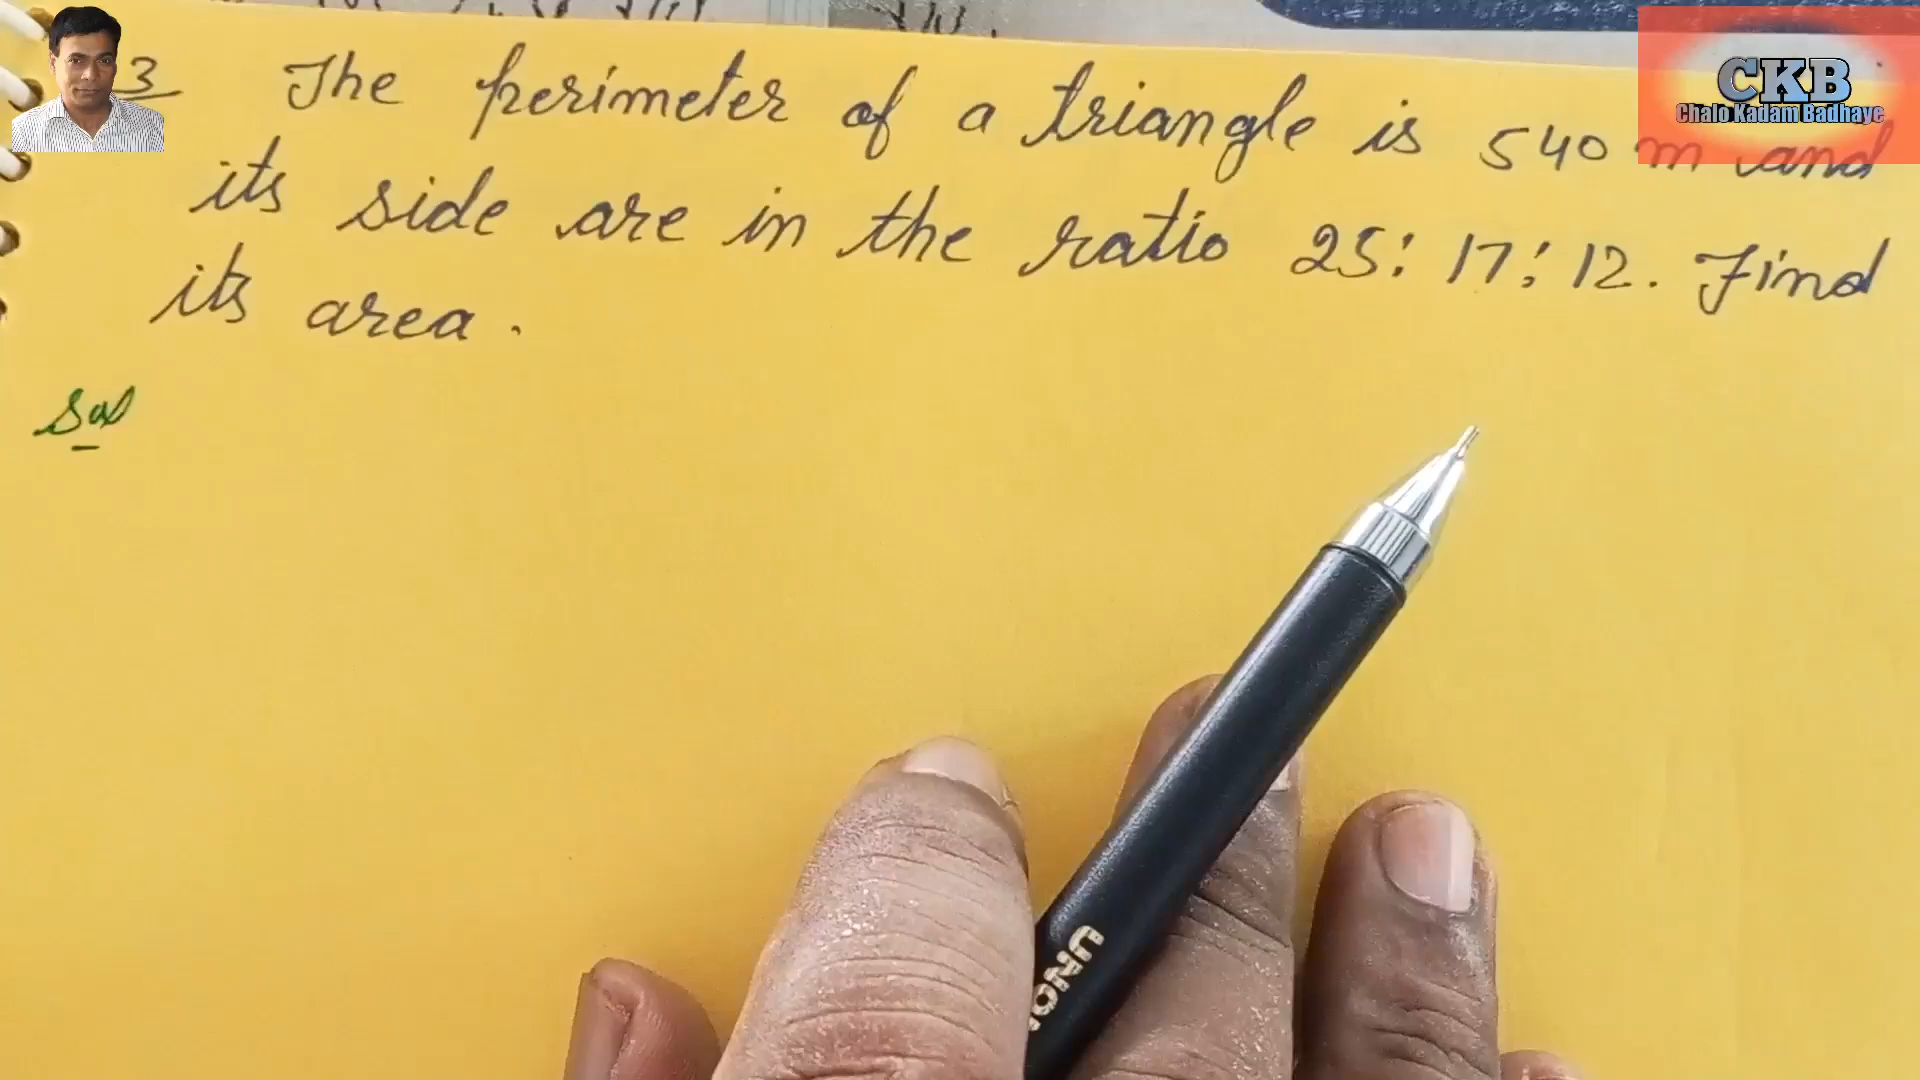 3 The perimeter of a triangle is 540 m and
its side are in the ratio 25 : 17 : 12. Find
its area.
Sol
CKB
Chalo Kadam Badhaye
UNO